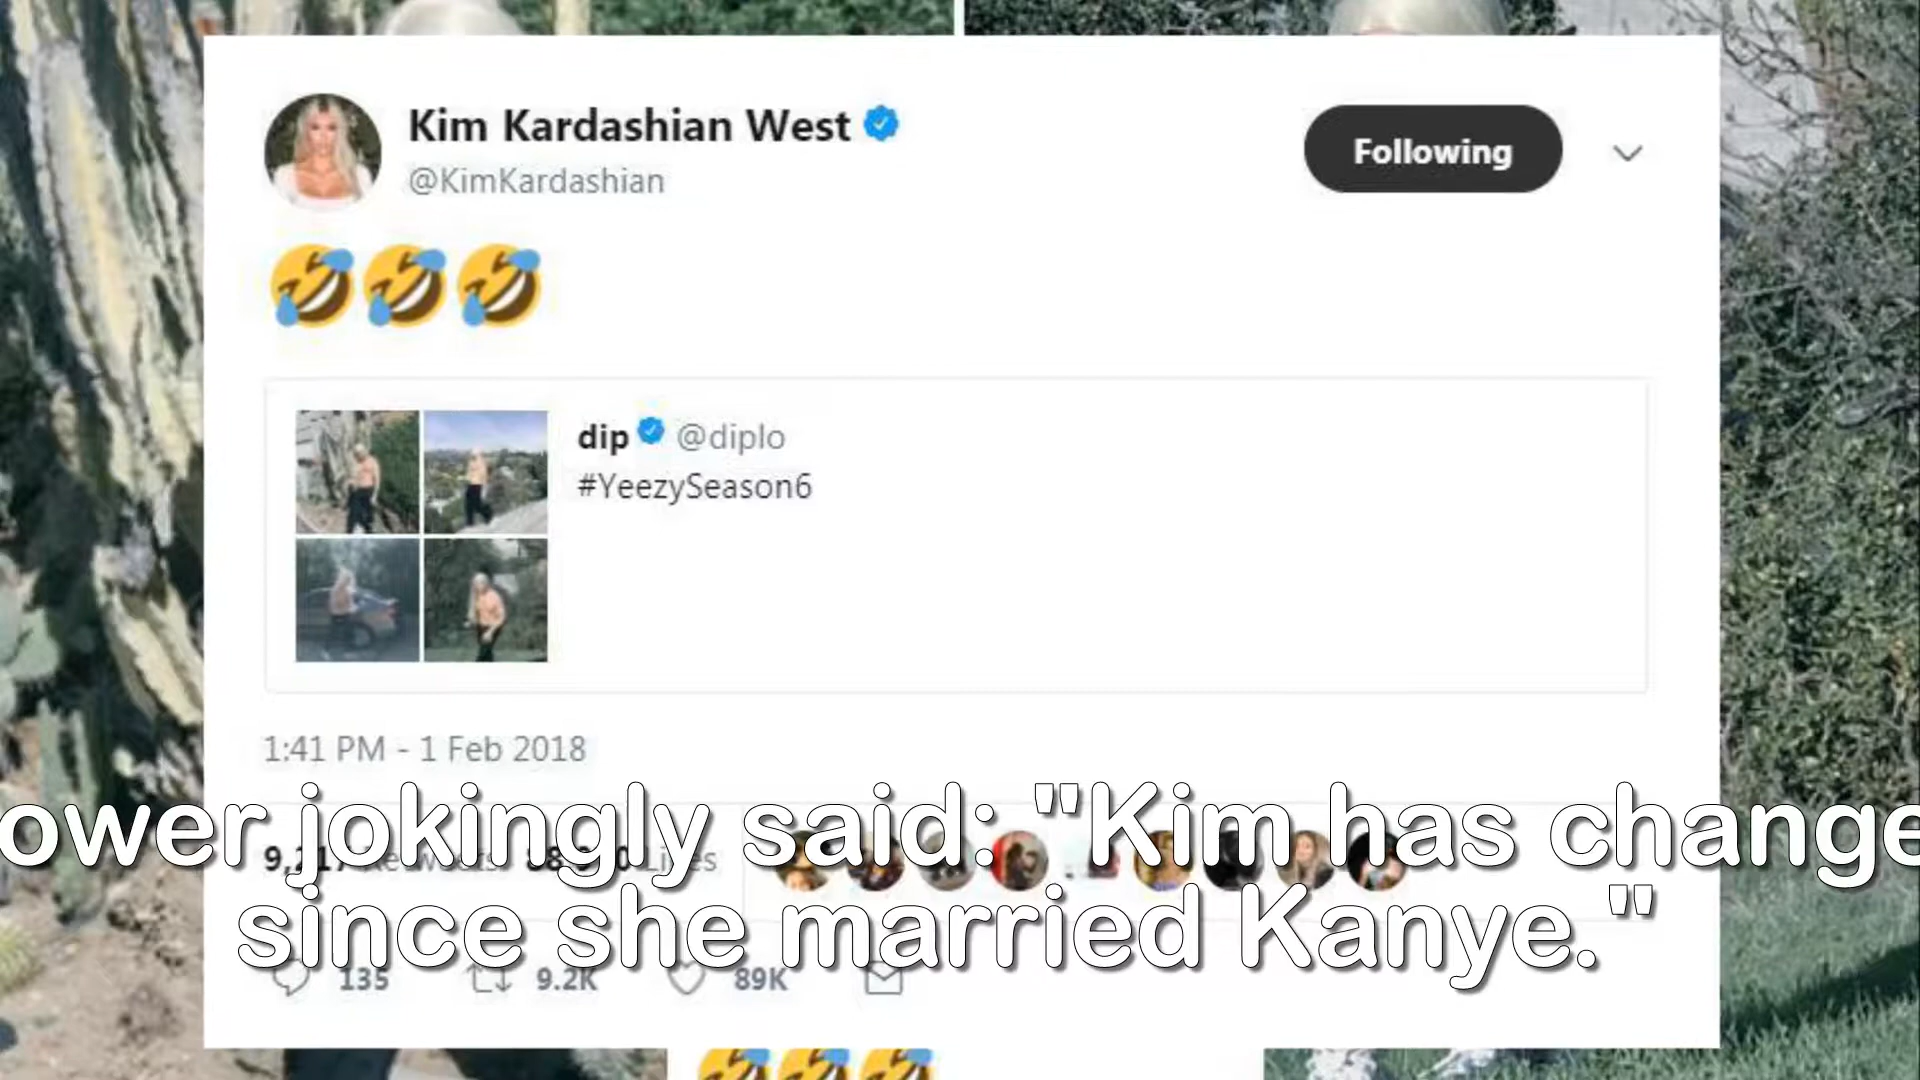 Kim Kardashian West
@KimKardashian
Following
🤣🤣🤣
dip @diplo
#YeezySeason6
1:41 PM - 1 Feb 2018
ower jokingly said: "Kim has change
since she married Kanye."
135 9.2K 89K
🤣🤣🤣